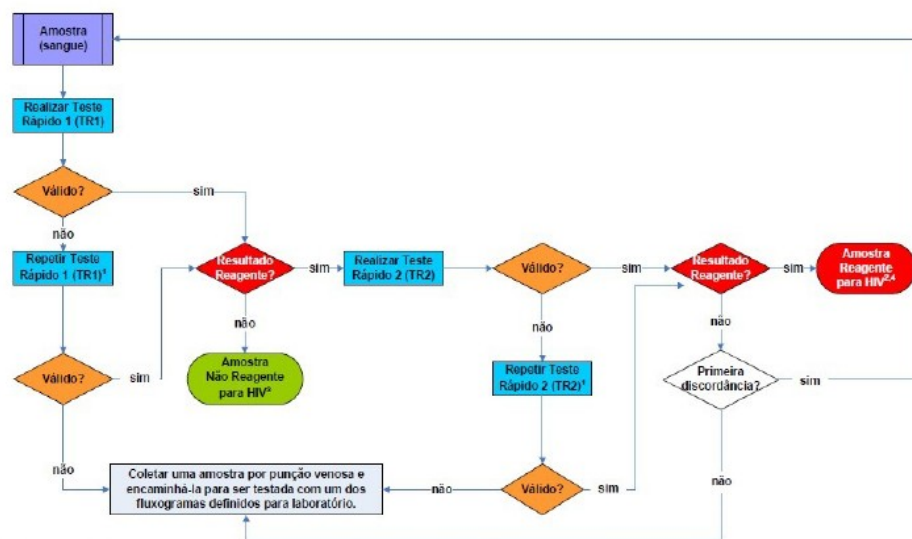 Amostra
(sangue)
Realizar Teste
Rápido 1 (TR1)
Válido?
sim
não
Repetir Teste
Rápido 1 (TR1)¹
Resultado
Reagente?
sim
Realizar Teste
Rápido 2 (TR2)
Válido?
sim
Resultado
Reagente?
sim
Amostra
Reagente
para HIV²,⁴
não
não
não
Válido?
sim
Amostra
Não Reagente
para HIV³
Repetir Teste
Rápido 2 (TR2)¹
Primeira
discordância?
sim
não
Coletar uma amostra por punção venosa e
encaminhá-la para ser testada com um dos
fluxogramas definidos para laboratório.
não
Válido?
sim
não